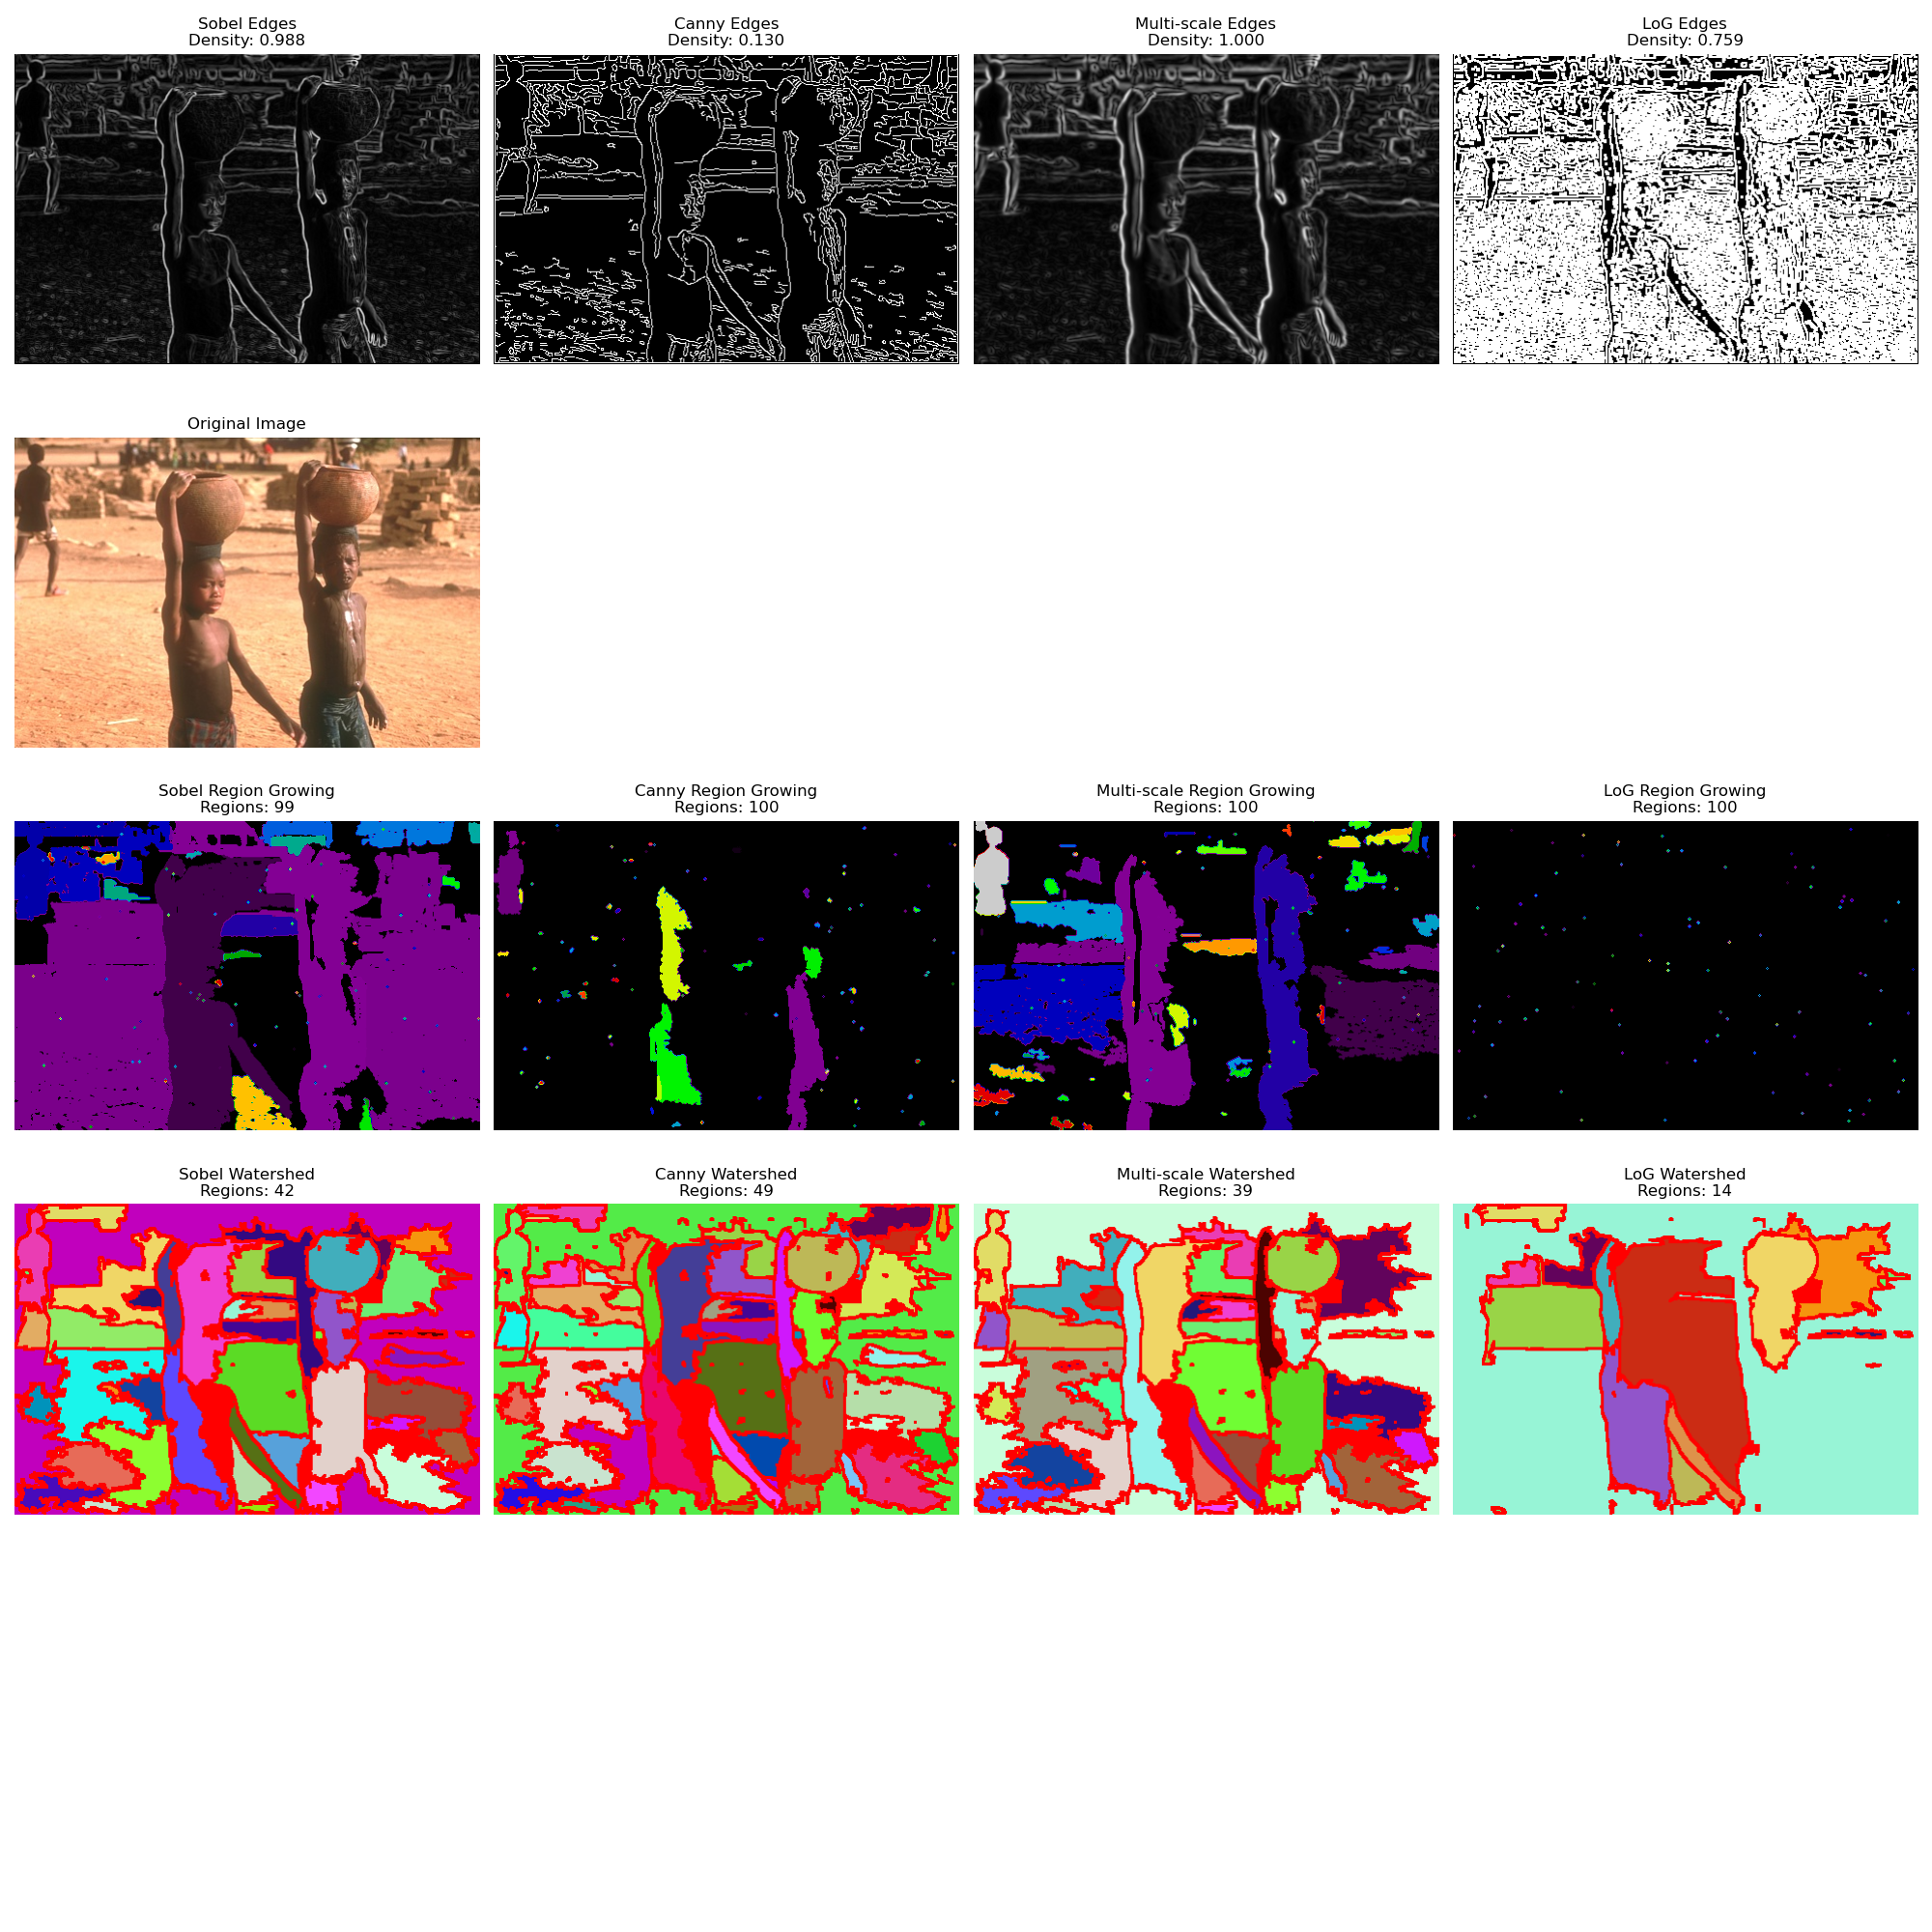 Sobel Edges
Density: 0.988
Canny Edges
Density: 0.130
Multi-scale Edges
Density: 1.000
LoG Edges
Density: 0.759
Original Image
Sobel Region Growing
Regions: 99
Canny Region Growing
Regions: 100
Multi-scale Region Growing
Regions: 100
LoG Region Growing
Regions: 100
Sobel Watershed
Regions: 42
Canny Watershed
Regions: 49
Multi-scale Watershed
Regions: 39
LoG Watershed
Regions: 14